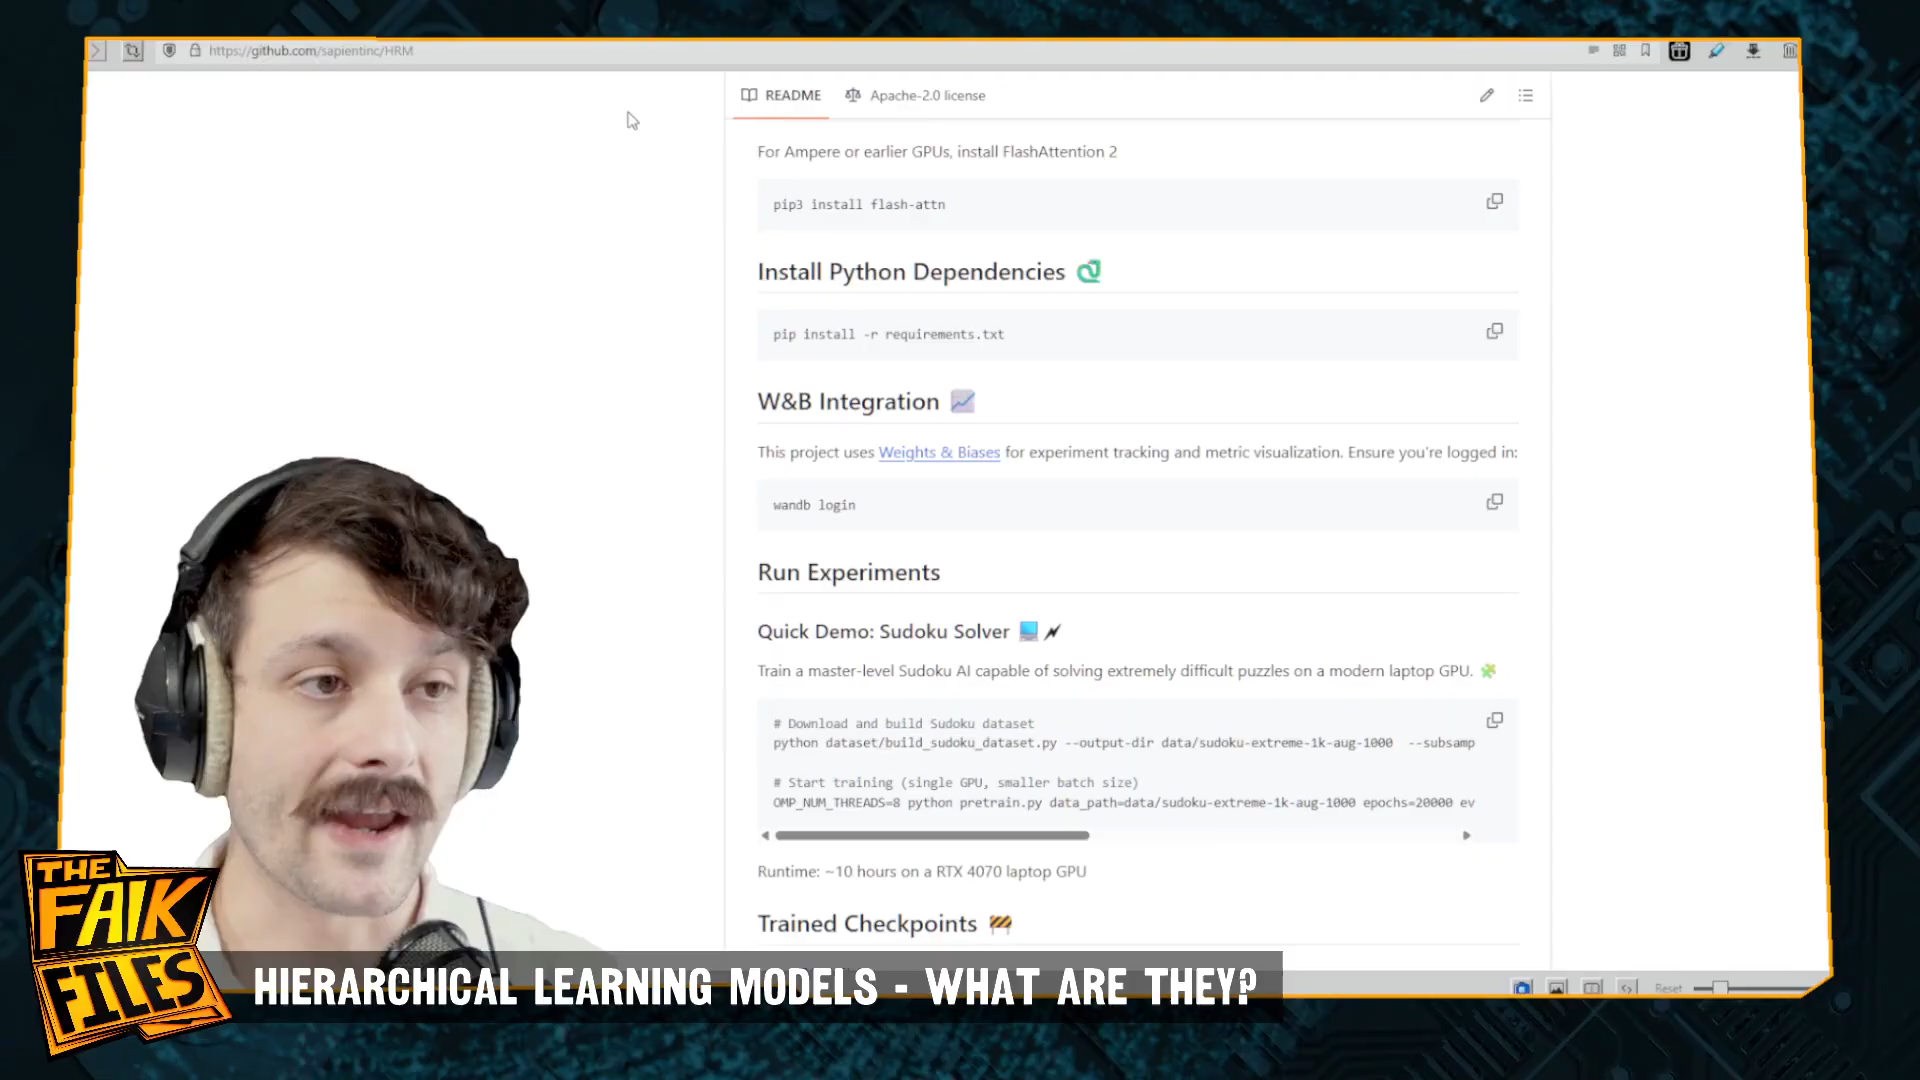 https://github.com/sapientinc/HRM
README
Apache-2.0 license
For Ampere or earlier GPUs, install FlashAttention 2
pip3 install flash-attn
Install Python Dependencies
pip install -r requirements.txt
W&B Integration
This project uses Weights & Biases for experiment tracking and metric visualization. Ensure you're logged in:
wandb login
Run Experiments
Quick Demo: Sudoku Solver
Train a master-level Sudoku AI capable of solving extremely difficult puzzles on a modern laptop GPU.
# Download and build Sudoku dataset
python dataset/build_sudoku_dataset.py --output-dir data/sudoku-extreme-1k-aug-1000 --subsamp
# Start training (single GPU, smaller batch size)
OMP_NUM_THREADS=8 python pretrain.py data_path=data/sudoku-extreme-1k-aug-1000 epochs=20000 ev
Runtime: ~10 hours on a RTX 4070 laptop GPU
Trained Checkpoints
THE
FAIK
FILES
HIERARCHICAL LEARNING MODELS - WHAT ARE THEY?
Reset